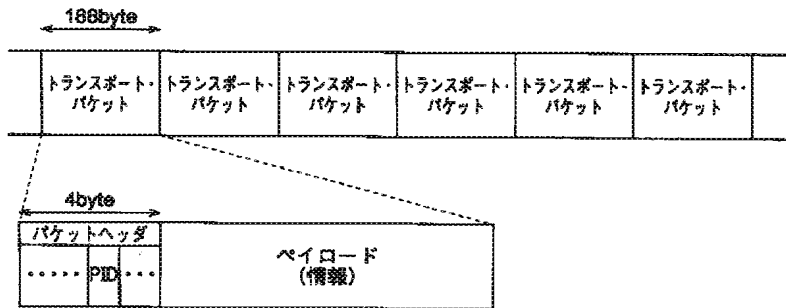 188byte
トランスポート・ トランスポート・ トランスポート・ トランスポート・ トランスポート・ トランスポート・
パケット パケット パケット パケット パケット パケット
4byte
パケットヘッダ
ペイロード
(情報)
‥‥‥ PID ‥‥